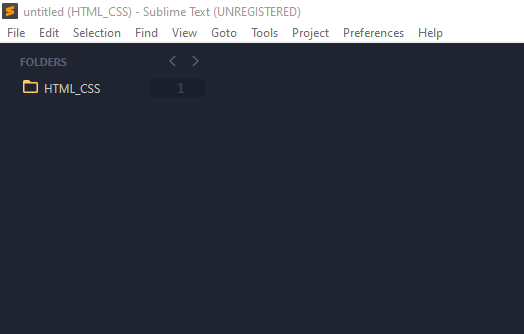 untitled (HTML_CSS) - Sublime Text (UNREGISTERED)
File Edit Selection Find View Goto Tools Project Preferences Help
FOLDERS
HTML_CSS 1